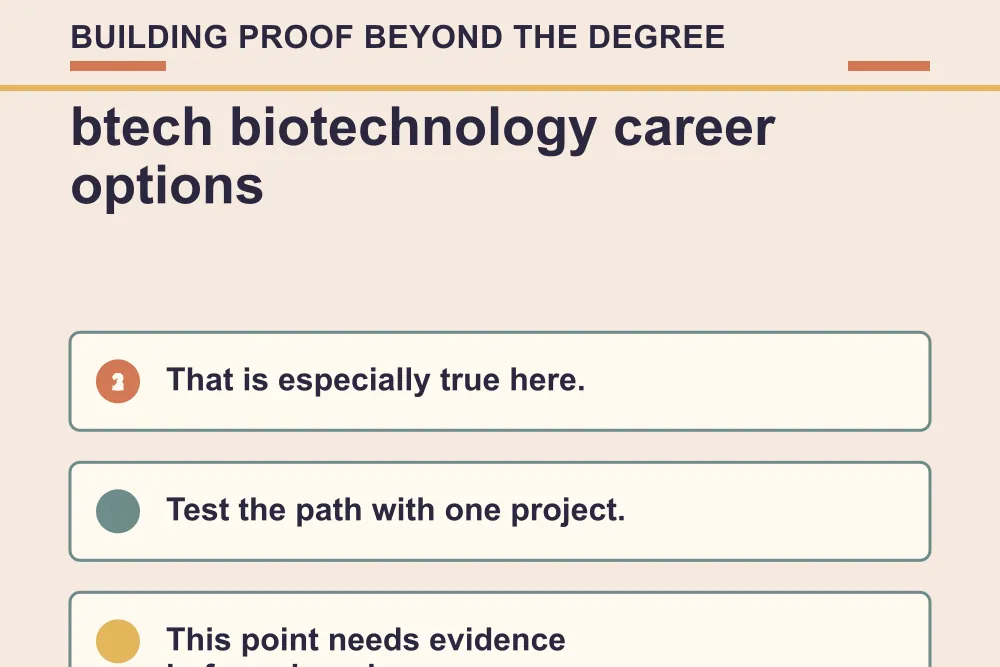 BUILDING PROOF BEYOND THE DEGREE
btech biotechnology career
options
That is especially true here.
Test the path with one project.
This point needs evidence